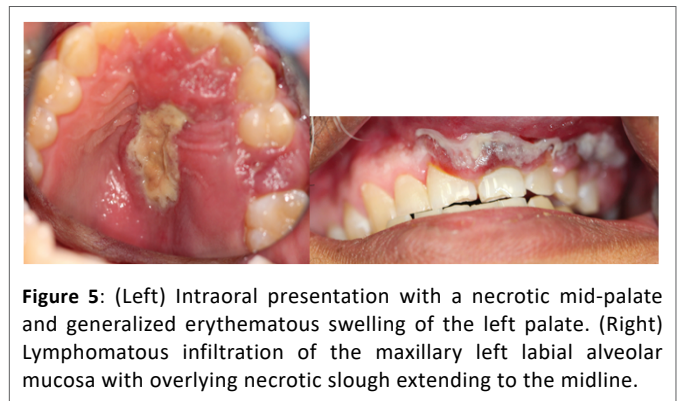 Figure 5: (Left) Intraoral presentation with a necrotic mid-palate
and generalized erythematous swelling of the left palate. (Right)
Lymphomatous infiltration of the maxillary left labial alveolar
mucosa with overlying necrotic slough extending to the midline.